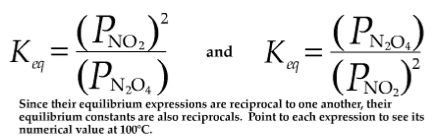 K_eq = (P_NO₂)² / (P_N₂O₄) and K_eq = (P_N₂O₄) / (P_NO₂)²
Since their equilibrium expressions are reciprocal to one another, their
equilibrium constants are also reciprocals. Point to each expression to see its
numerical value at 100°C.